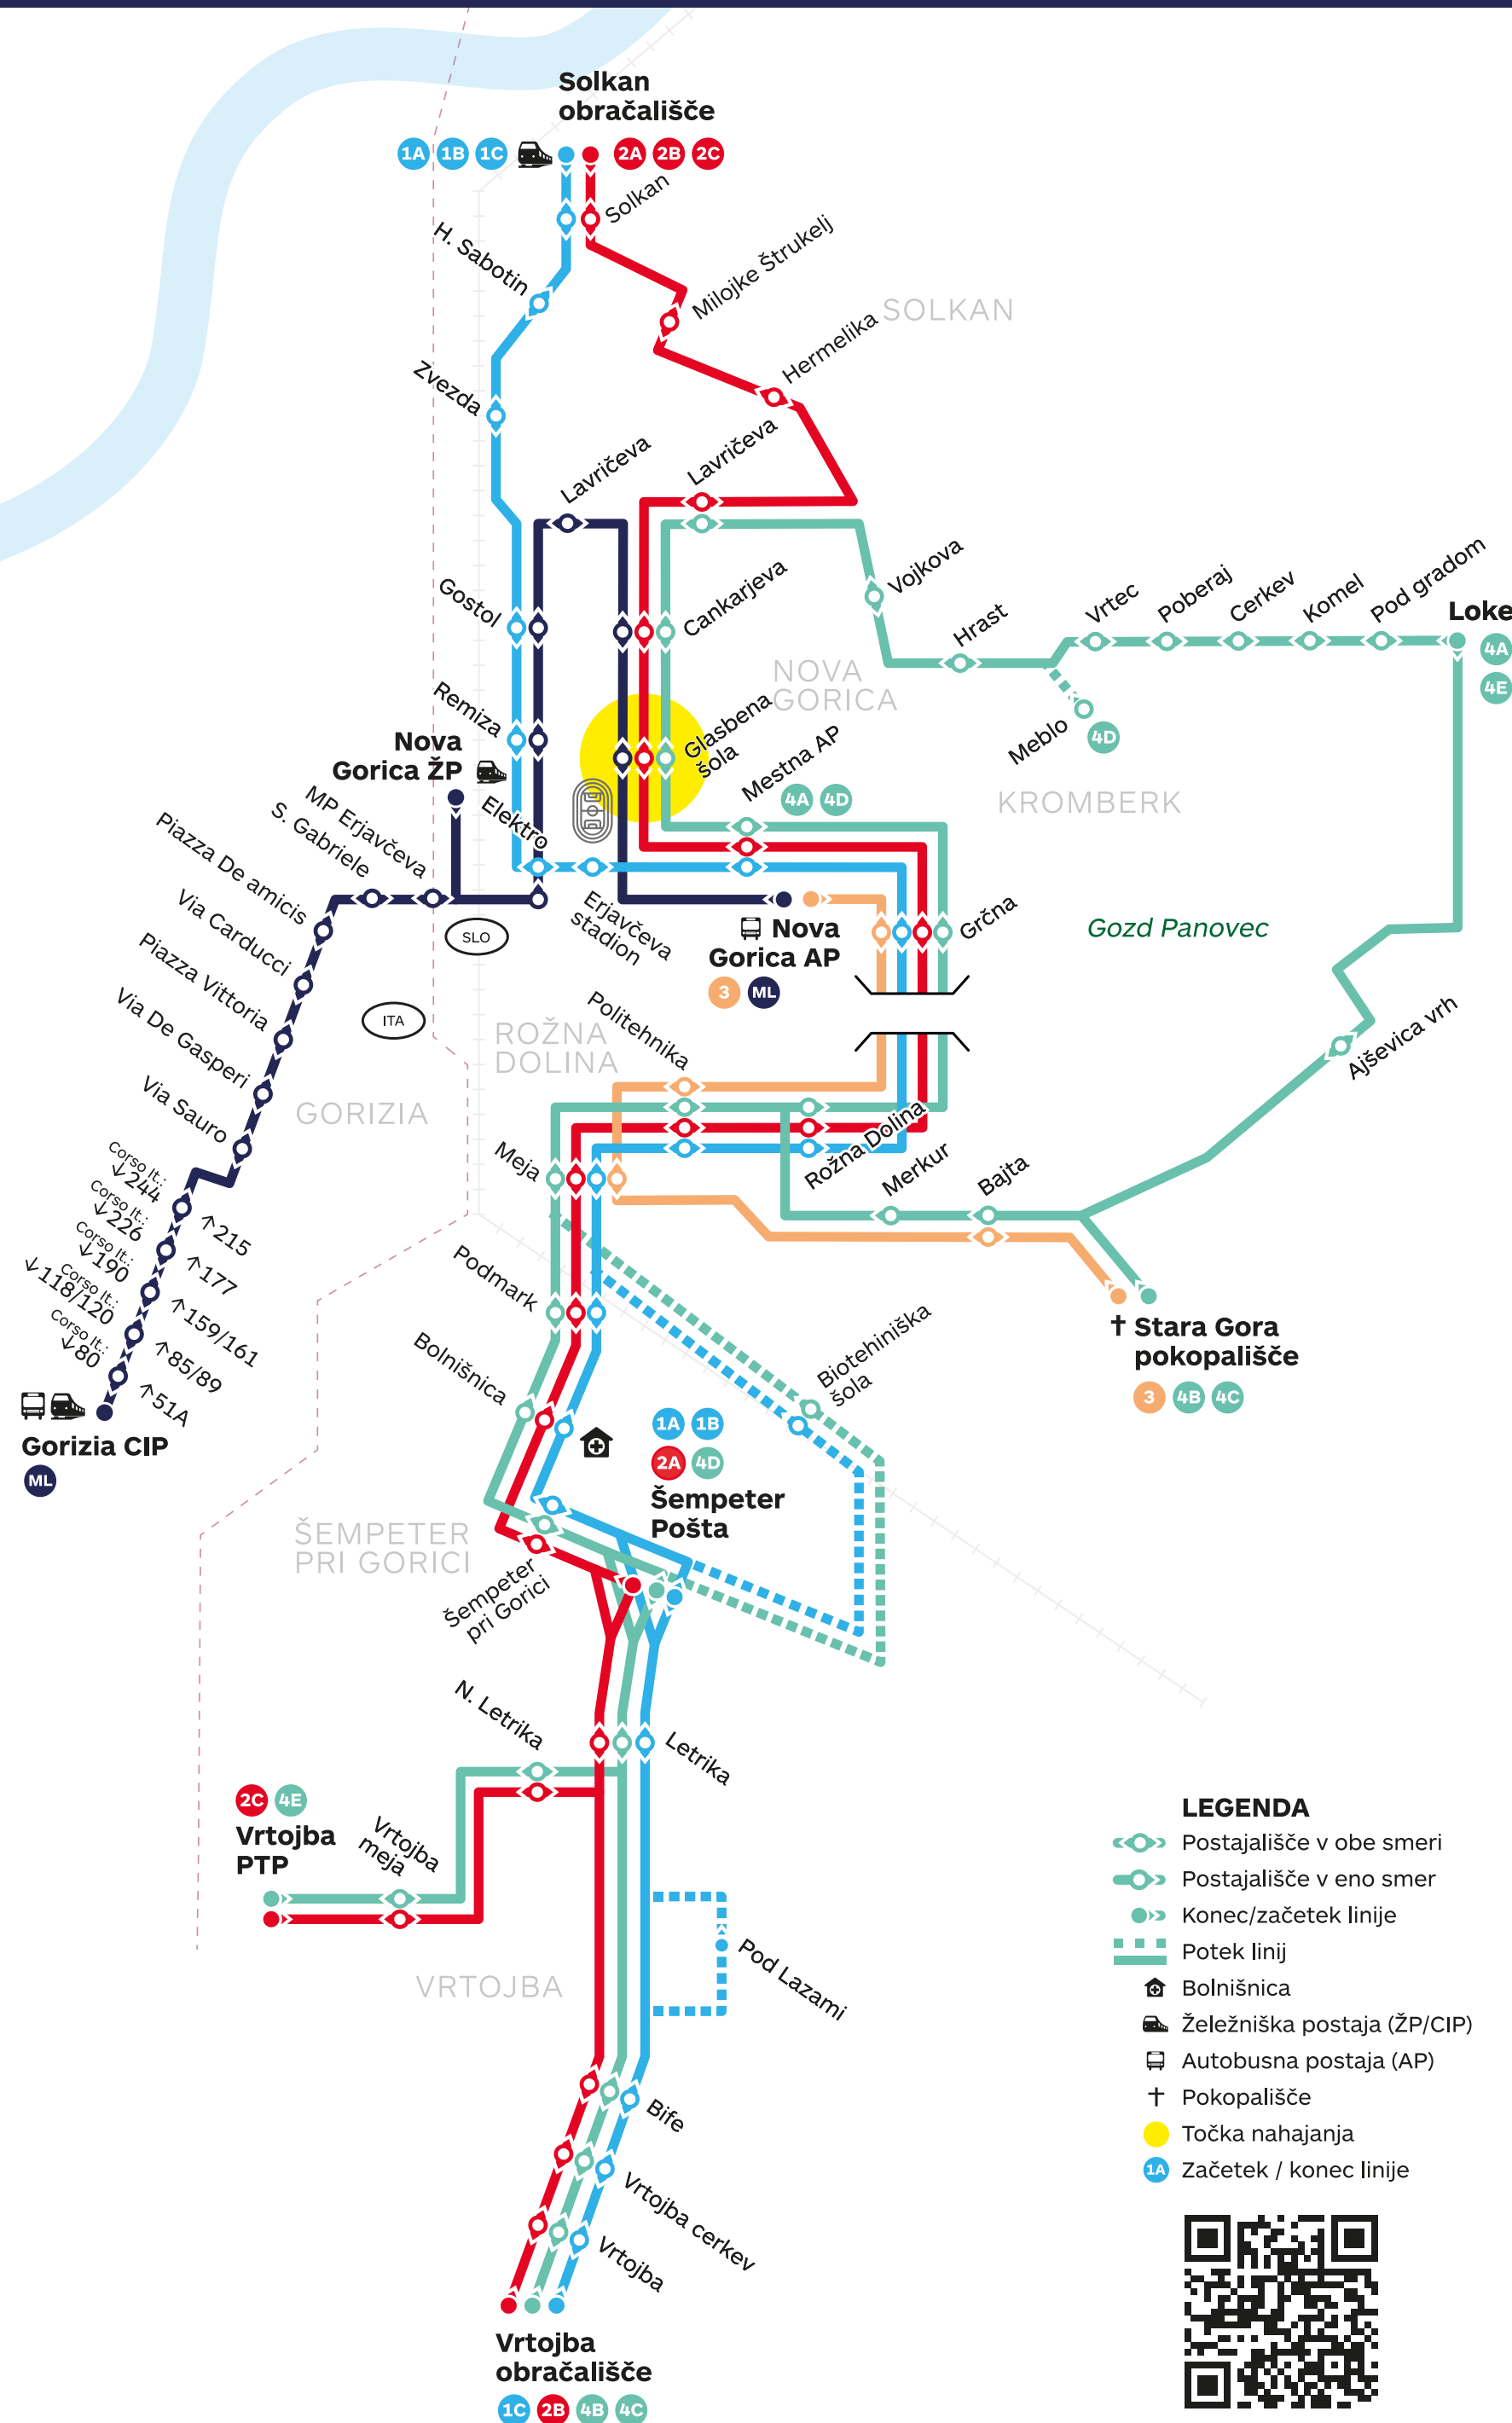 Solkan
obračališče
1A 1B 1C
2A 2B 2C
Solkan
H. Sabotin
Milojke Štrukelj
SOLKAN
Hermelika
Zvezda
Lavričeva
Lavričeva
Gostol
Cankarjeva
Vojkova
Hrast
Vrtec
Poberaj
Cerkev
Komel
Pod gradom
Loke
4A
4E
NOVA
GORICA
Remiza
Glasbena
šola
Meblo
4D
Nova
Gorica ŽP
Mestna AP
4A 4D
KROMBERK
Elektro
MP Erjavčeva
S. Gabriele
Piazza De amicis
Via Carducci
Piazza Vittoria
Via De Gasperi
Via Sauro
SLO
ITA
Erjavčeva
stadion
Nova
Gorica AP
3 ML
Grčna
Gozd Panovec
Politehnika
ROŽNA
DOLINA
GORIZIA
Ajševica vrh
Meja
Rožna Dolina
Merkur
Bajta
Corso It.:
↓244
Corso It.:
↓226
Corso It.:
↓190
Corso It.:
↓118/120
Corso It.:
↓80
↑215
↑177
↑159/161
↑85/89
↑51A
Gorizia CIP
ML
Podmark
Bolnišnica
Biotehiniška
šola
Stara Gora
pokopališče
3 4B 4C
1A 1B
2A 4D
Šempeter
Pošta
ŠEMPETER
PRI GORICI
Šempeter
pri Gorici
N. Letrika
Letrika
2C 4E
Vrtojba
PTP
Vrtojba
meja
VRTOJBA
Pod Lazami
Bife
Vrtojba cerkev
Vrtojba
Vrtojba
obračališče
1C 2B 4B 4C
LEGENDA
Postajališče v obe smeri
Postajališče v eno smer
Konec/začetek linije
Potek linij
Bolnišnica
Želežniška postaja (ŽP/CIP)
Autobusna postaja (AP)
Pokopališče
Točka nahajanja
1A Začetek / konec linije